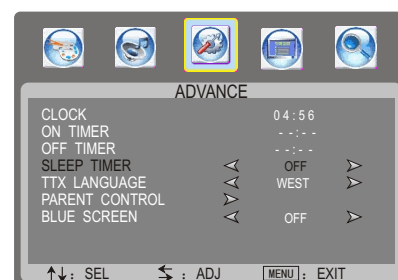 ADVANCE
CLOCK 04:56
ON TIMER --:--
OFF TIMER --:--
SLEEP TIMER OFF
TTX LANGUAGE WEST
PARENT CONTROL
BLUE SCREEN OFF
: SEL : ADJ MENU : EXIT